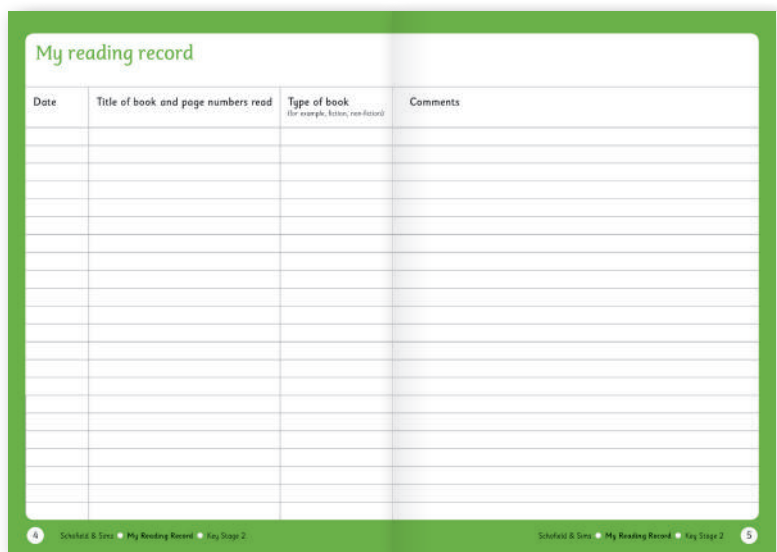 My reading record
Date Title of book and page numbers read Type of book Comments
(for example, fiction, non-fiction)
4 Schofield & Sims • My Reading Record • Key Stage 2 Schofield & Sims • My Reading Record • Key Stage 2 5